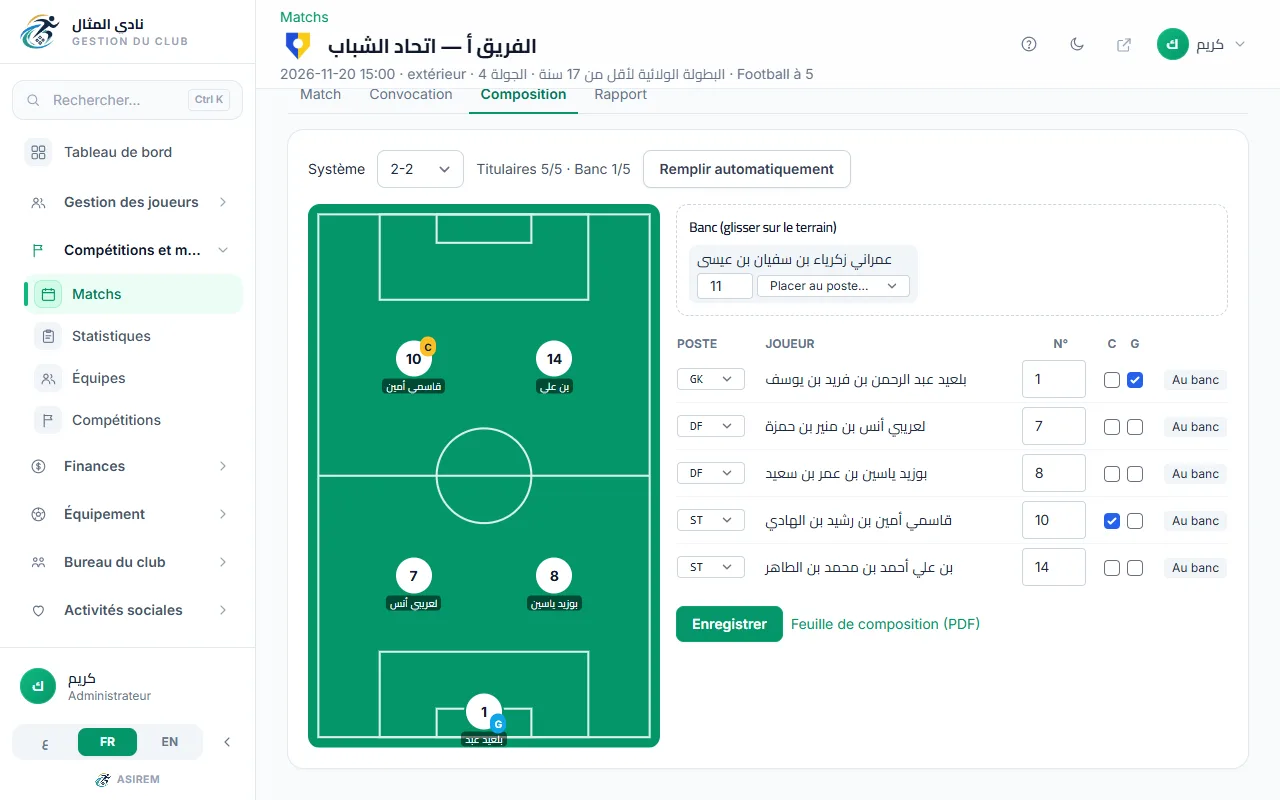 نادي المثال
GESTION DU CLUB
Rechercher...
Ctrl K
Tableau de bord
Gestion des joueurs
Compétitions et m...
Matchs
Statistiques
Équipes
Compétitions
Finances
Équipement
Bureau du club
Activités sociales
ك
كريم
Administrateur
ع
FR
EN
ASIREM
Matchs
الفريق أ — اتحاد الشباب
2026-11-20 15:00 · extérieur · الجولة 4 · البطولة الولائية لأقل من 17 سنة · Football à 5
ك
كريم
Match
Convocation
Composition
Rapport
Système
2-2
Titulaires 5/5 · Banc 1/5
Remplir automatiquement
10
C
قاسمي أمين
14
بن علي
7
لعريبي أنس
8
بوزيد ياسين
1
G
بلعيد عبد
Banc (glisser sur le terrain)
عمراني زكرياء بن سفيان بن عيسى
11
Placer au poste...
POSTE JOUEUR N° C G
GK بلعيد عبد الرحمن بن فريد بن يوسف 1 Au banc
DF لعريبي أنس بن منير بن حمزة 7 Au banc
DF بوزيد ياسين بن عمر بن سعيد 8 Au banc
ST قاسمي أمين بن رشيد بن الهادي 10 Au banc
ST بن علي أحمد بن محمد بن الطاهر 14 Au banc
Enregistrer
Feuille de composition (PDF)